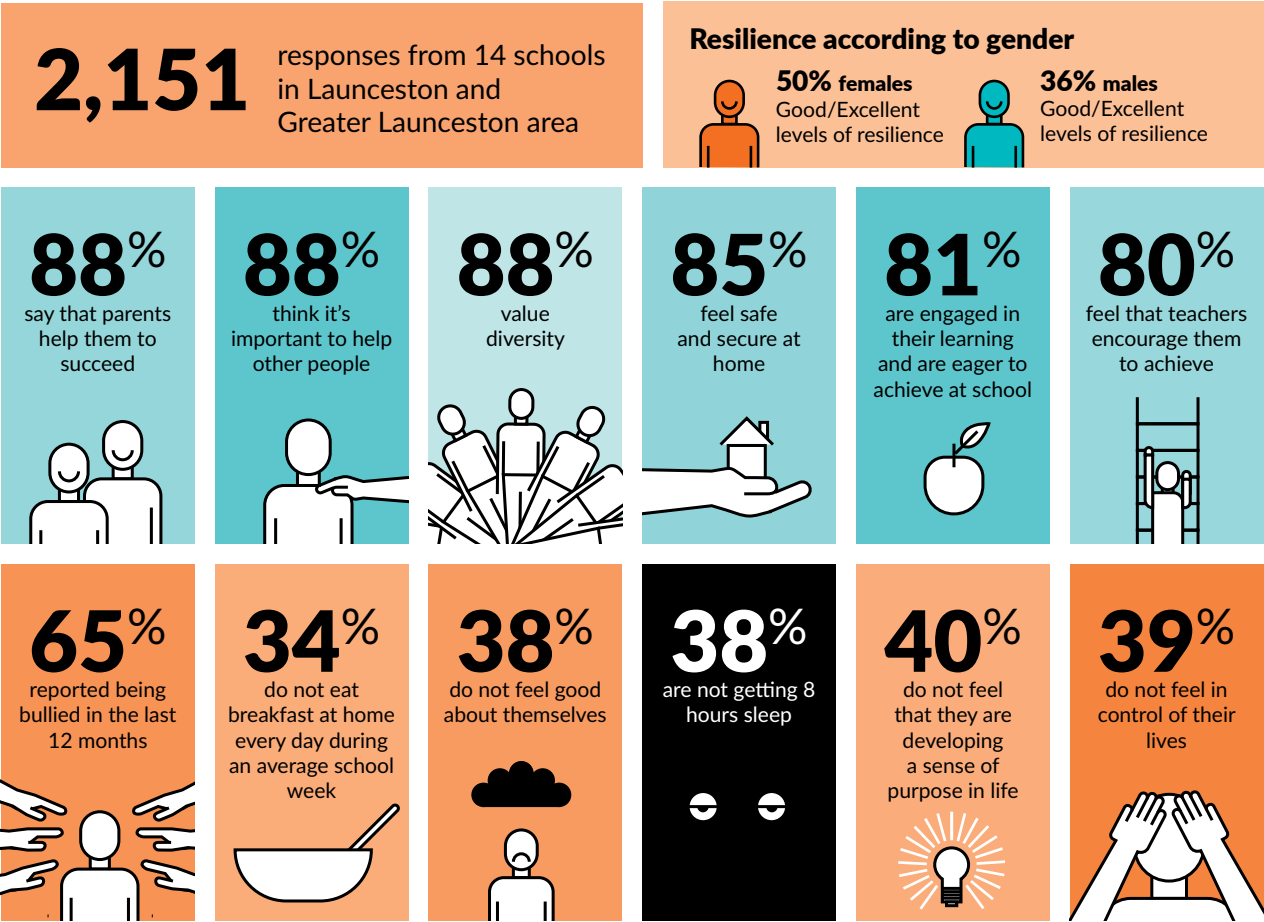 2,151
responses from 14 schools
in Launceston and
Greater Launceston area
Resilience according to gender
50% females
Good/Excellent
levels of resilience
36% males
Good/Excellent
levels of resilience
88%
say that parents
help them to
succeed
88%
think it's
important to help
other people
88%
value
diversity
85%
feel safe
and secure at
home
81%
are engaged in
their learning
and are eager to
achieve at school
80%
feel that teachers
encourage them
to achieve
65%
reported being
bullied in the last
12 months
34%
do not eat
breakfast at home
every day during
an average school
week
38%
do not feel good
about themselves
38%
are not getting 8
hours sleep
40%
do not feel
that they are
developing
a sense of
purpose in life
39%
do not feel in
control of their
lives